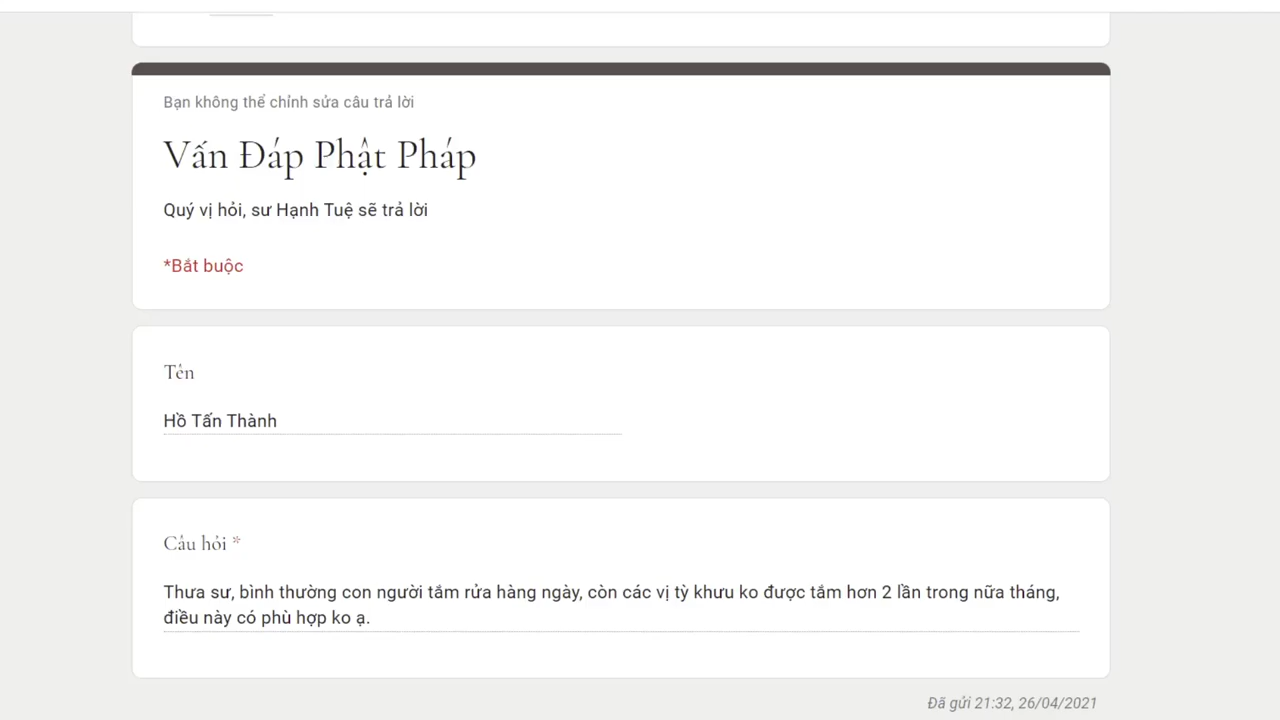 Bạn không thể chỉnh sửa câu trả lời
Vấn Đáp Phật Pháp
Quý vị hỏi, sư Hạnh Tuệ sẽ trả lời
*Bắt buộc
Tên
Hồ Tấn Thành
Câu hỏi *
Thưa sư, bình thường con người tắm rửa hàng ngày, còn các vị tỳ khưu ko được tắm hơn 2 lần trong nữa tháng,
điều này có phù hợp ko ạ.
Đã gửi 21:32, 26/04/2021